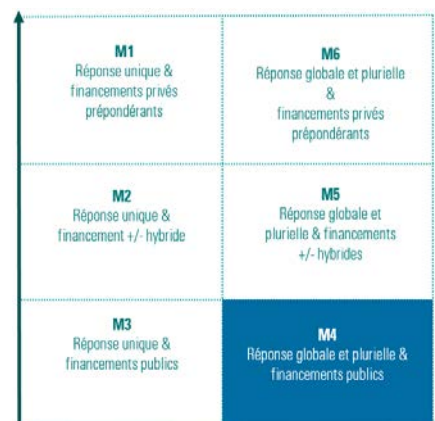 M1
Réponse unique &
financements privés
prépondérants
M6
Réponse globale et plurielle
&
financements privés
prépondérants
M2
Réponse unique &
financement +/- hybride
M5
Réponse globale et
plurielle & financements
+/- hybrides
M3
Réponse unique &
financements publics
M4
Réponse globale et plurielle &
financements publics